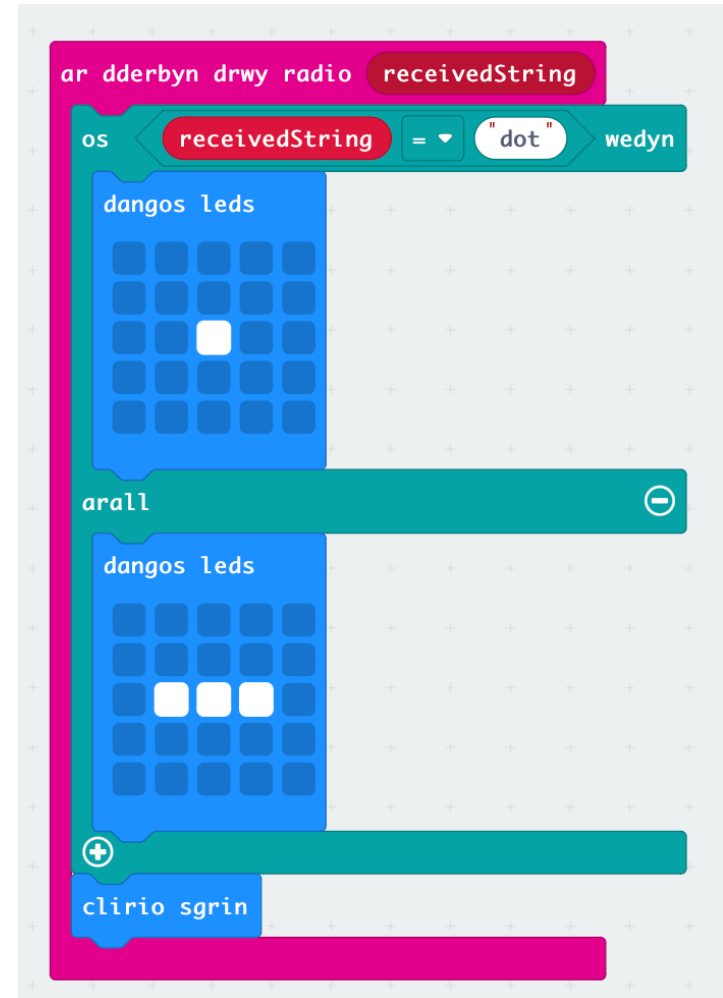 ar dderbyn drwy radio receivedString
os receivedString = "dot" wedyn
dangos leds
arall
dangos leds
clirio sgrin